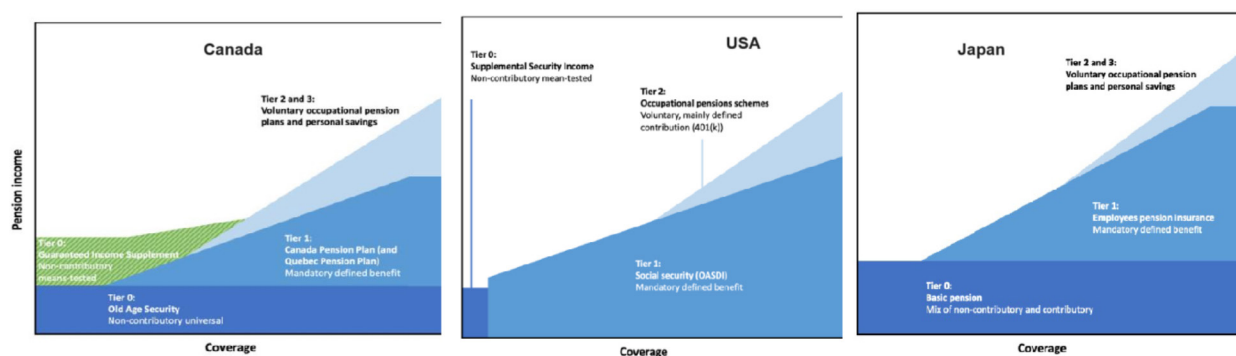 Canada
Tier 2 and 3:
Voluntary occupational pension
plans and personal savings
Pension income
Tier 0:
Guaranteed Income Supplement
Non-contributory
means-tested
Tier 1:
Canada Pension Plan (and
Quebec Pension Plan)
Mandatory defined benefit
Tier 0:
Old Age Security
Non-contributory universal
Coverage
USA
Tier 0:
Supplemental Security Income
Non-contributory mean-tested
Tier 2:
Occupational pensions schemes
Voluntary, mainly defined
contribution (401(k))
Tier 1:
Social security (OASDI)
Mandatory defined benefit
Coverage
Japan
Tier 2 and 3:
Voluntary occupational pension
plans and personal savings
Tier 1:
Employees pension insurance
Mandatory defined benefit
Tier 0:
Basic pension
Mix of non-contributory and contributory
Coverage